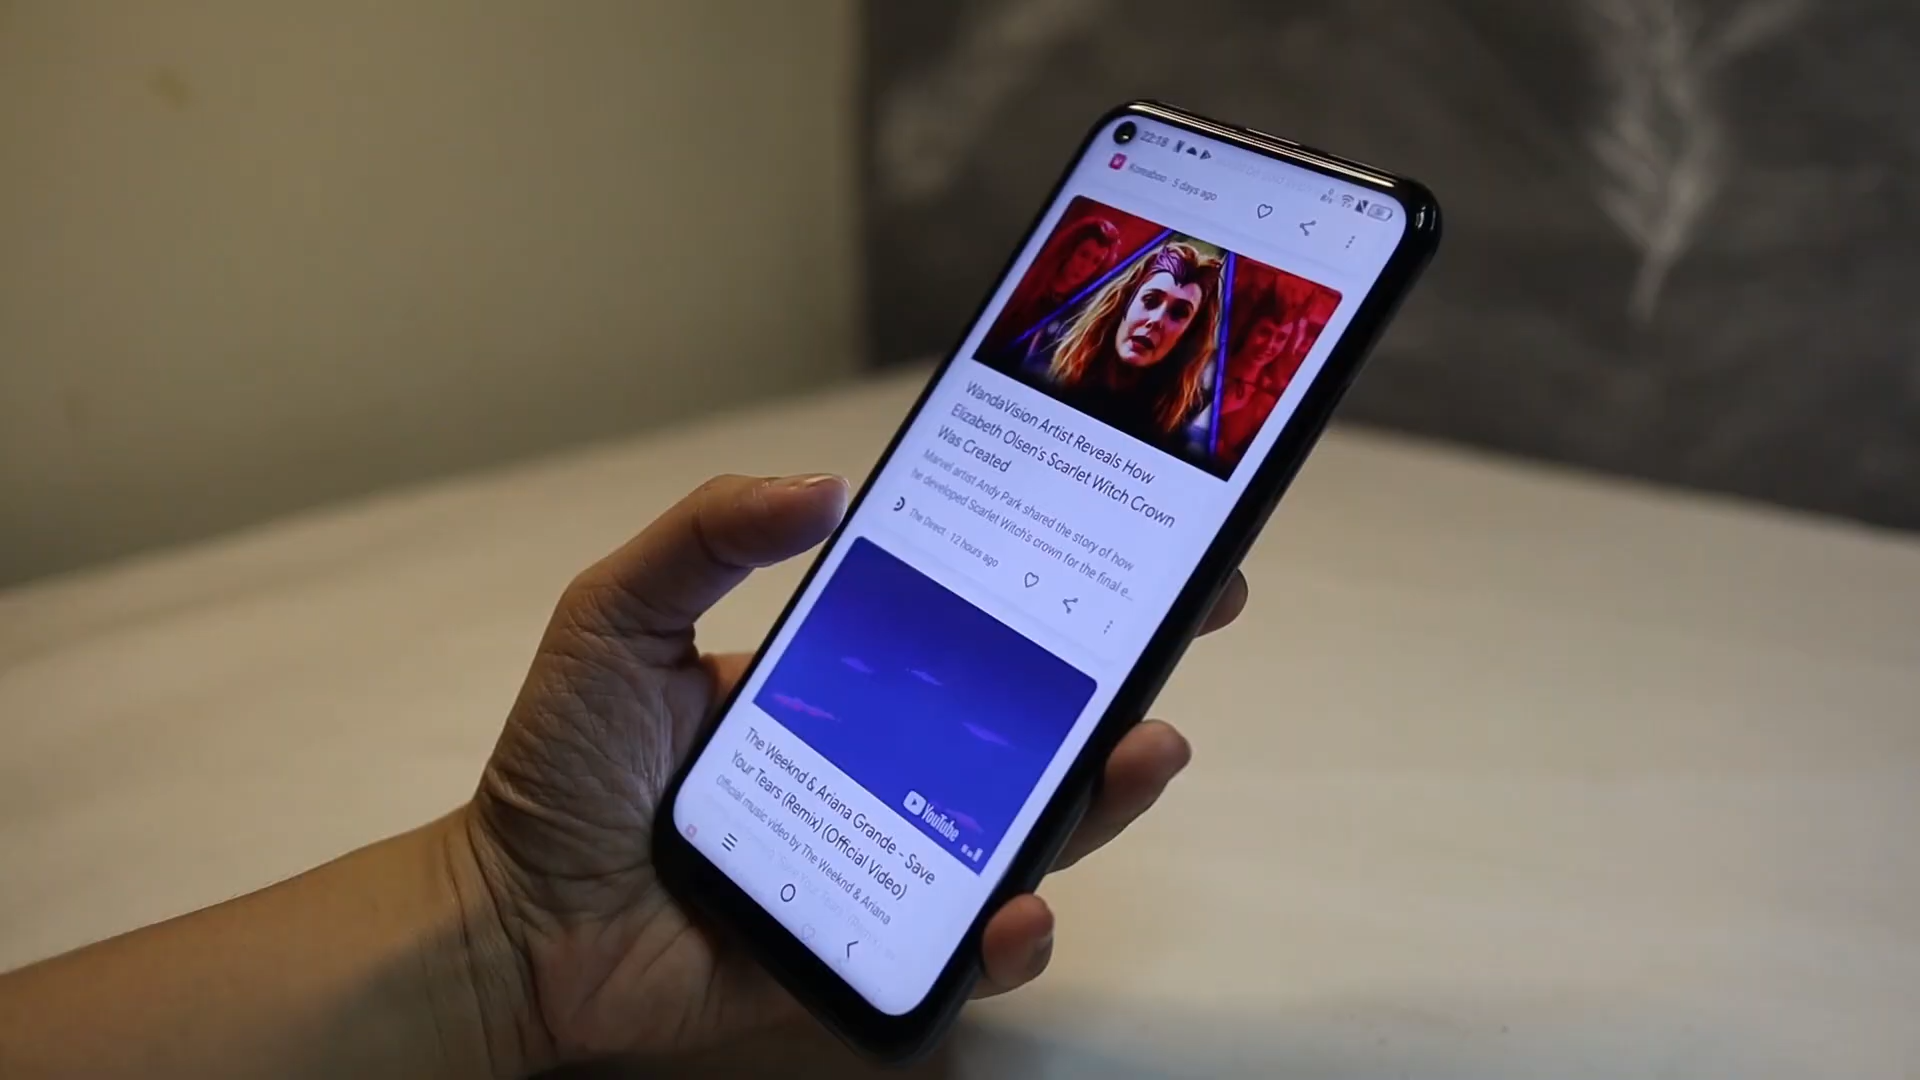 22:18
Koreaboo · 5 days ago
WandaVision Artist Reveals How
Elizabeth Olsen's Scarlet Witch Crown
Was Created
Marvel artist Andy Park shared the story of how
he developed Scarlet Witch's crown for the final e...
The Direct · 12 hours ago
YouTube
The Weeknd & Ariana Grande - Save
Your Tears (Remix) (Official Video)
Official music video by The Weeknd & Ariana